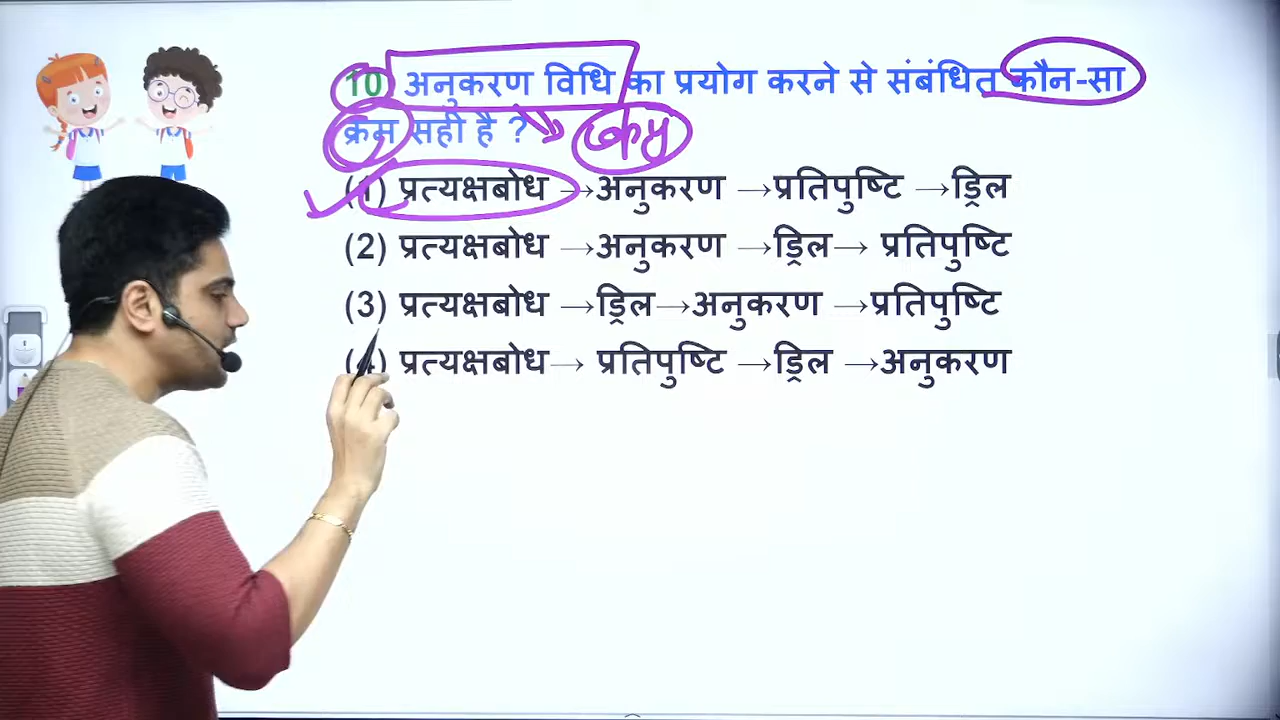 10 अनुकरण विधि का प्रयोग करने से संबंधित कौन-सा
क्रम सही है ? क्रम
(1) प्रत्यक्षबोध →अनुकरण →प्रतिपुष्टि →ड्रिल
(2) प्रत्यक्षबोध →अनुकरण →ड्रिल→ प्रतिपुष्टि
(3) प्रत्यक्षबोध →ड्रिल→अनुकरण →प्रतिपुष्टि
(4) प्रत्यक्षबोध→ प्रतिपुष्टि →ड्रिल →अनुकरण